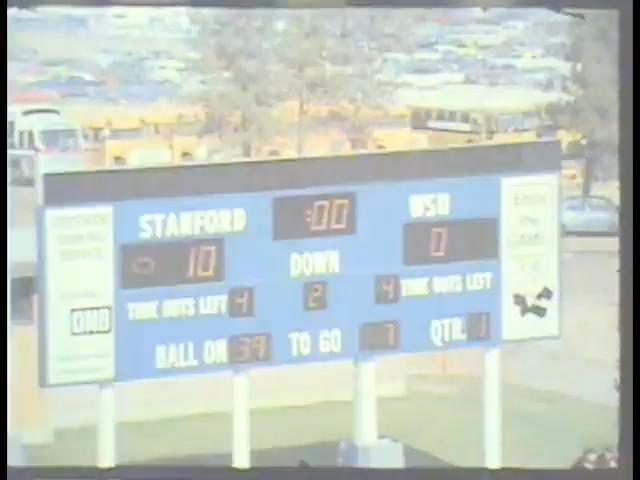 STANFORD :00 WSU
10 DOWN 0
TIME OUTS LEFT 4 2 4 TIME OUTS LEFT
BALL ON 39 TO GO 7 QTR. 1